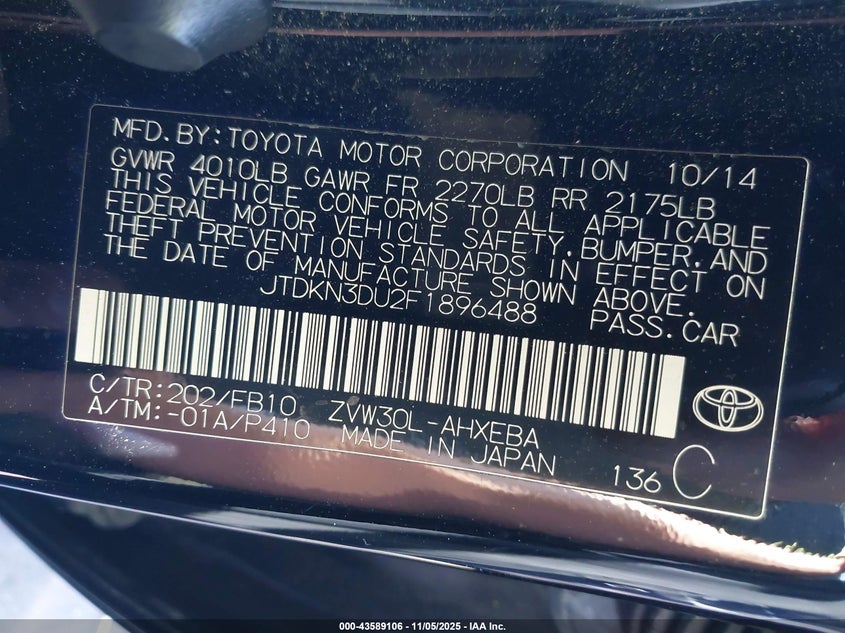 MFD.BY:TOYOTA MOTOR CORPORATION 10/14
GVWR 4010LB GAWR FR 2270LB RR 2175LB
THIS VEHICLE CONFORMS TO ALL APPLICABLE
FEDERAL MOTOR VEHICLE SAFETY,BUMPER,AND
THEFT PREVENTION STANDARDS IN EFFECT ON
THE DATE OF MANUFACTURE SHOWN ABOVE.
JTDKN3DU2F1896488 PASS.CAR
C/TR:202/FB10 ZVW30L-AHXEBA
A/TM:-01A/P410 MADE IN JAPAN
136 C
000-43589106 - 11/05/2025 - IAA Inc.